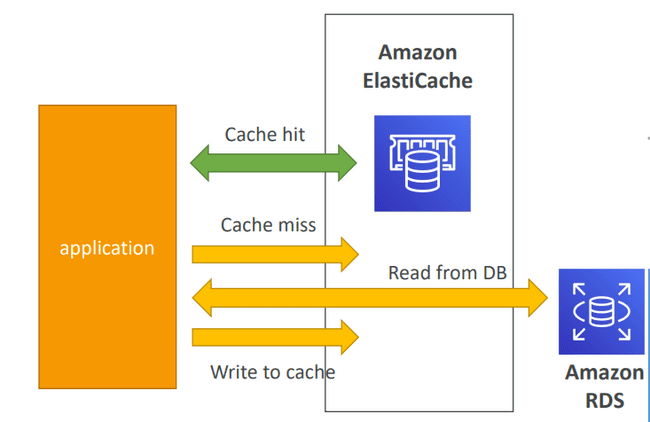 Amazon
ElastiCache
Cache hit
application
Cache miss
Read from DB
Write to cache
Amazon
RDS